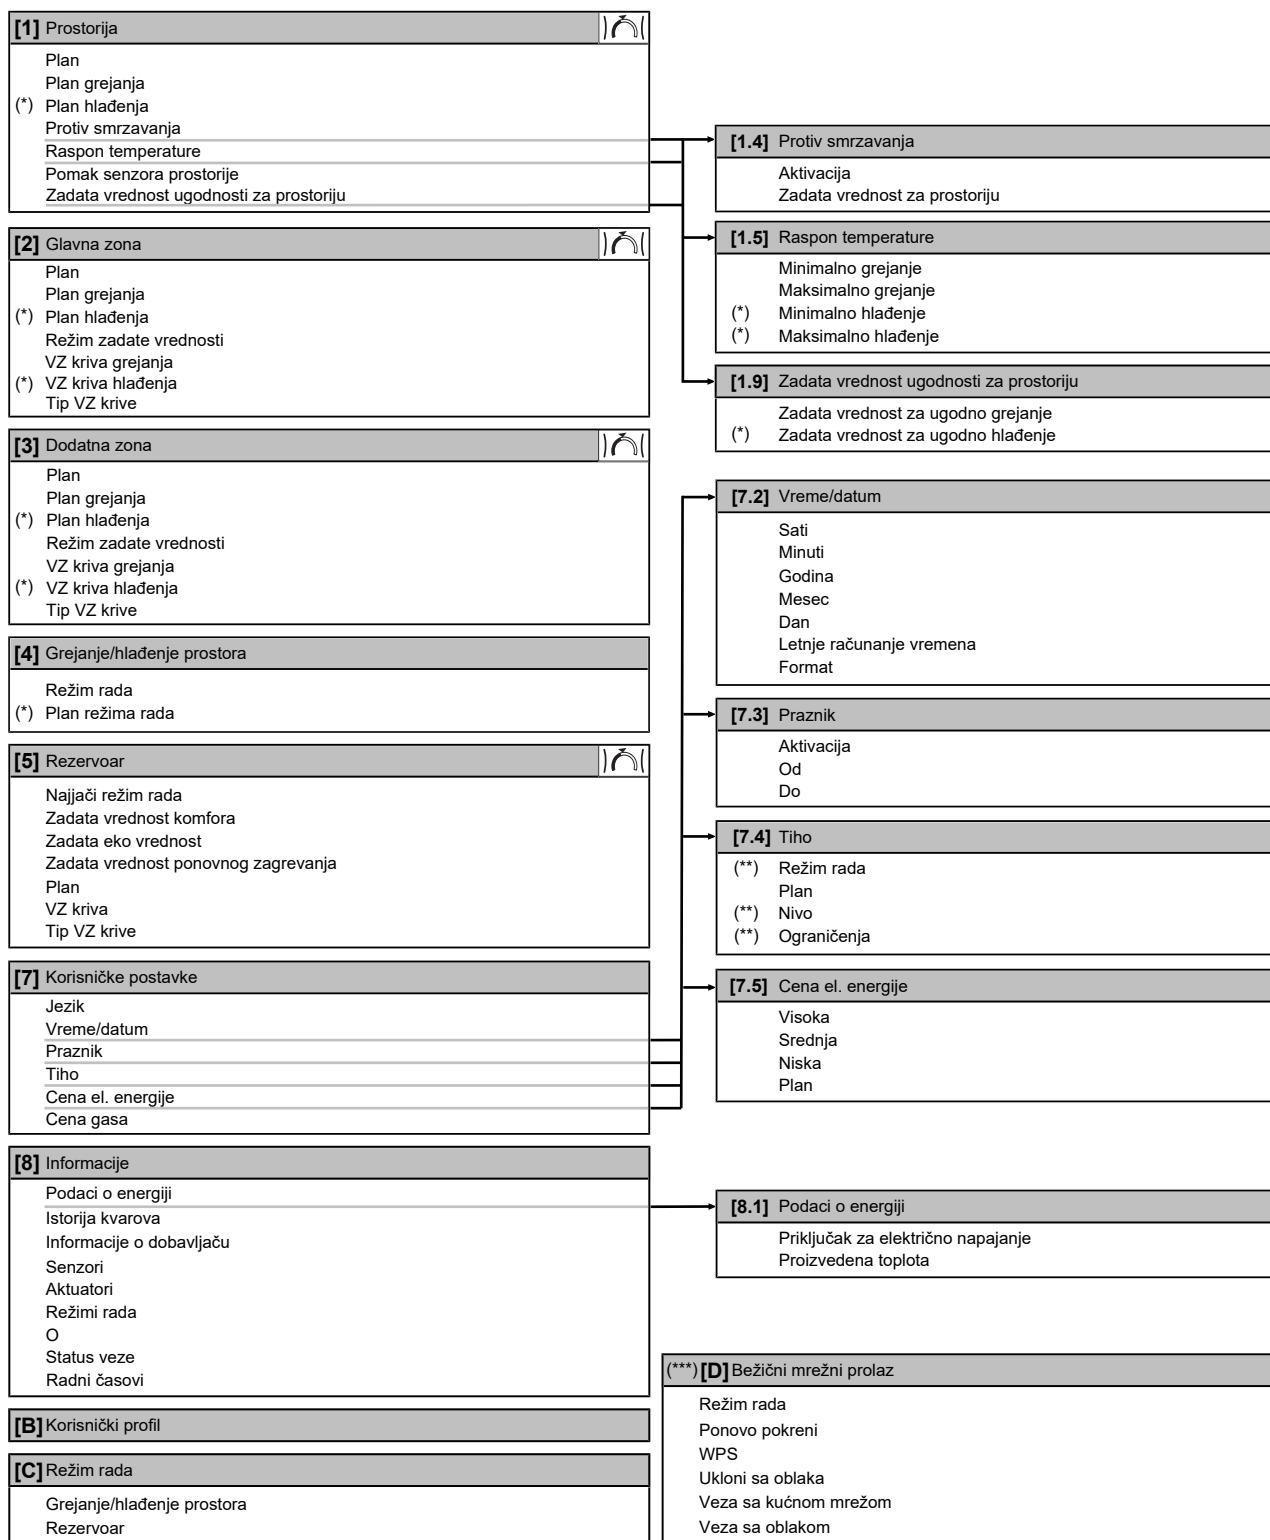 [1] Prostorija
Plan
Plan grejanja
(*) Plan hlađenja
Protiv smrzavanja
Raspon temperature
Pomak senzora prostorije
Zadata vrednost ugodnosti za prostoriju
[2] Glavna zona
Plan
Plan grejanja
(*) Plan hlađenja
Režim zadate vrednosti
VZ kriva grejanja
(*) VZ kriva hlađenja
Tip VZ krive
[3] Dodatna zona
Plan
Plan grejanja
(*) Plan hlađenja
Režim zadate vrednosti
VZ kriva grejanja
(*) VZ kriva hlađenja
Tip VZ krive
[4] Grejanje/hlađenje prostora
Režim rada
(*) Plan režima rada
[5] Rezervoar
Najjači režim rada
Zadata vrednost komfora
Zadata eko vrednost
Zadata vrednost ponovnog zagrevanja
Plan
VZ kriva
Tip VZ krive
[7] Korisničke postavke
Jezik
Vreme/datum
Praznik
Tiho
Cena el. energije
Cena gasa
[8] Informacije
Podaci o energiji
Istorija kvarova
Informacije o dobavljaču
Senzori
Aktuatori
Režimi rada
O
Status veze
Radni časovi
[B] Korisnički profil
[C] Režim rada
Grejanje/hlađenje prostora
Rezervoar
[1.4] Protiv smrzavanja
Aktivacija
Zadata vrednost za prostoriju
[1.5] Raspon temperature
Minimalno grejanje
Maksimalno grejanje
(*) Minimalno hlađenje
(*) Maksimalno hlađenje
[1.9] Zadata vrednost ugodnosti za prostoriju
Zadata vrednost za ugodno grejanje
(*) Zadata vrednost za ugodno hlađenje
[7.2] Vreme/datum
Sati
Minuti
Godina
Mesec
Dan
Letnje računanje vremena
Format
[7.3] Praznik
Aktivacija
Od
Do
[7.4] Tiho
(**) Režim rada
Plan
(**) Nivo
(**) Ograničenja
[7.5] Cena el. energije
Visoka
Srednja
Niska
Plan
[8.1] Podaci o energiji
Priključak za električno napajanje
Proizvedena toplota
(***) [D] Bežični mrežni prolaz
Režim rada
Ponovo pokreni
WPS
Ukloni sa oblaka
Veza sa kućnom mrežom
Veza sa oblakom